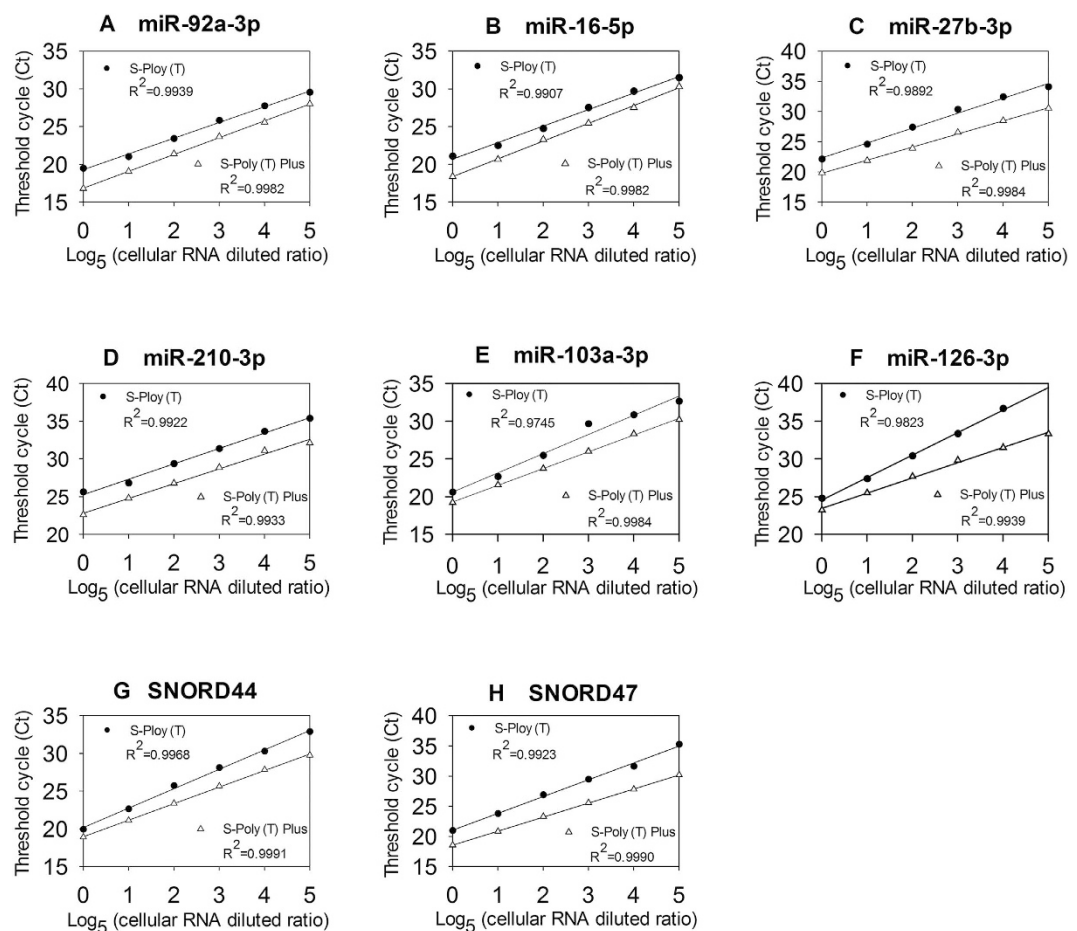 A miR-92a-3p
Threshold cycle (Ct)
35
30
25
20
15
S-Ploy (T)
R2=0.9939
S-Poly (T) Plus
R2=0.9982
0 1 2 3 4 5
Log5 (cellular RNA diluted ratio)
B miR-16-5p
Threshold cycle (Ct)
35
30
25
20
15
S-Ploy (T)
R2=0.9907
S-Poly (T) Plus
R2=0.9982
0 1 2 3 4 5
Log5 (cellular RNA diluted ratio)
C miR-27b-3p
Threshold cycle (Ct)
40
35
30
25
20
15
S-Ploy (T)
R2=0.9892
S-Poly (T) Plus
R2=0.9984
0 1 2 3 4 5
Log5 (cellular RNA diluted ratio)
D miR-210-3p
Threshold cycle (Ct)
40
35
30
25
20
S-Ploy (T)
R2=0.9922
S-Poly (T) Plus
R2=0.9933
0 1 2 3 4 5
Log5 (cellular RNA diluted ratio)
E miR-103a-3p
Threshold cycle (Ct)
35
30
25
20
15
S-Ploy (T)
R2=0.9745
S-Poly (T) Plus
R2=0.9984
0 1 2 3 4 5
Log5 (cellular RNA diluted ratio)
F miR-126-3p
Threshold cycle (Ct)
40
35
30
25
20
S-Ploy (T)
R2=0.9823
S-Poly (T) Plus
R2=0.9939
0 1 2 3 4 5
Log5 (cellular RNA diluted ratio)
G SNORD44
Threshold cycle (Ct)
35
30
25
20
15
S-Ploy (T)
R2=0.9968
S-Poly (T) Plus
R2=0.9991
0 1 2 3 4 5
Log5 (cellular RNA diluted ratio)
H SNORD47
Threshold cycle (Ct)
40
35
30
25
20
15
S-Ploy (T)
R2=0.9923
S-Poly (T) Plus
R2=0.9990
0 1 2 3 4 5
Log5 (cellular RNA diluted ratio)